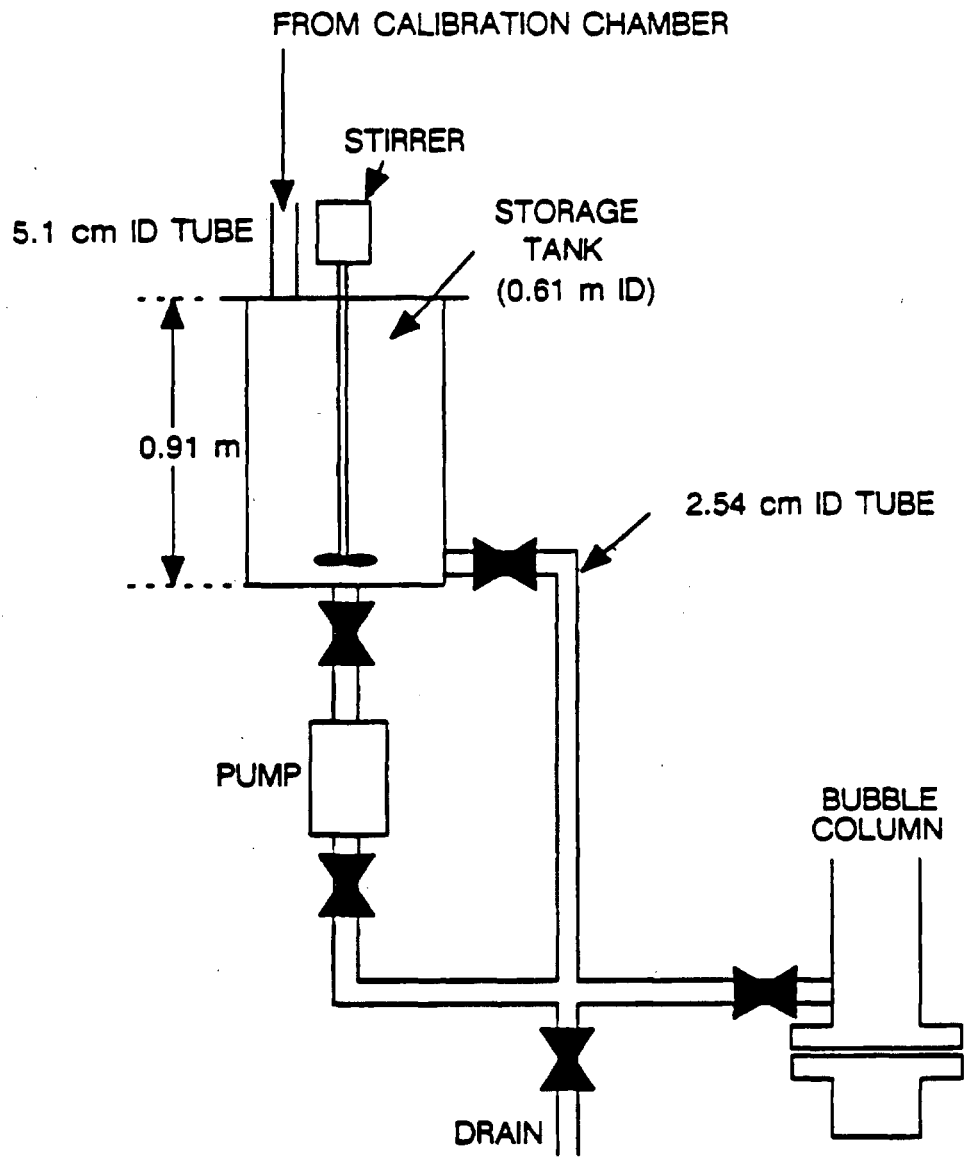 FROM CALIBRATION CHAMBER
STIRRER
5.1 cm ID TUBE
STORAGE
TANK
(0.61 m ID)
0.91 m
2.54 cm ID TUBE
PUMP
BUBBLE
COLUMN
DRAIN